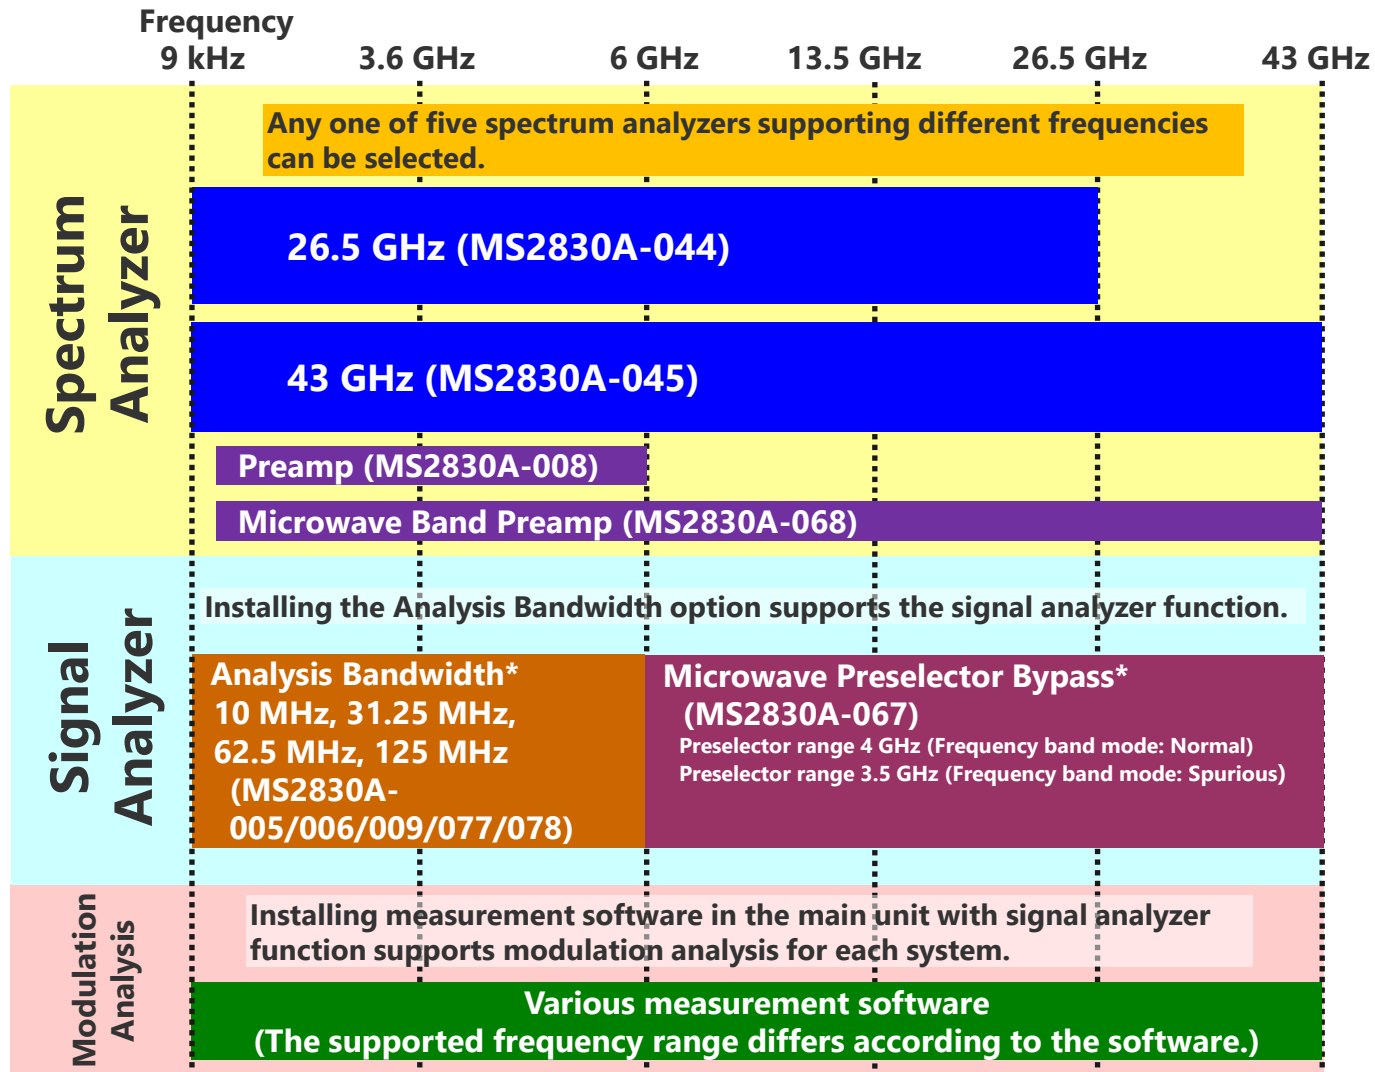 Frequency
9 kHz 3.6 GHz 6 GHz 13.5 GHz 26.5 GHz 43 GHz
Spectrum
Analyzer
Any one of five spectrum analyzers supporting different frequencies
can be selected.
26.5 GHz (MS2830A-044)
43 GHz (MS2830A-045)
Preamp (MS2830A-008)
Microwave Band Preamp (MS2830A-068)
Signal
Analyzer
Installing the Analysis Bandwidth option supports the signal analyzer function.
Analysis Bandwidth*
10 MHz, 31.25 MHz,
62.5 MHz, 125 MHz
(MS2830A-
005/006/009/077/078)
Microwave Preselector Bypass*
(MS2830A-067)
Preselector range 4 GHz (Frequency band mode: Normal)
Preselector range 3.5 GHz (Frequency band mode: Spurious)
Modulation
Analysis
Installing measurement software in the main unit with signal analyzer
function supports modulation analysis for each system.
Various measurement software
(The supported frequency range differs according to the software.)